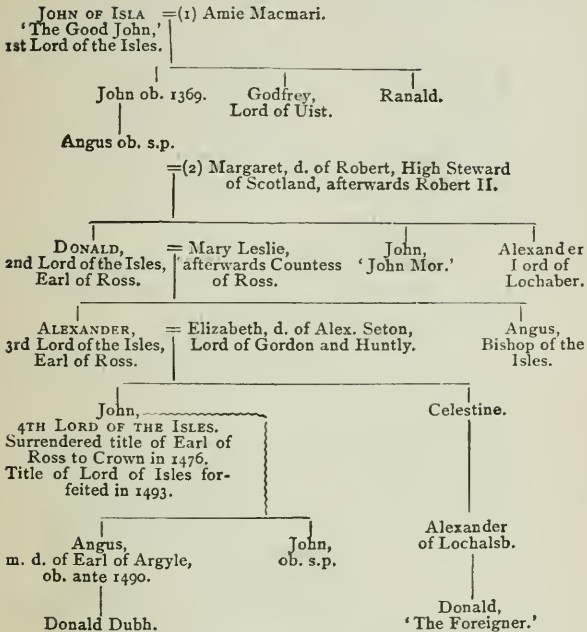 JOHN OF ISLA =(1) Amie Macmari.
'The Good John,'
1st Lord of the Isles.
John ob. 1369. Godfrey, Ranald.
Lord of Uist.
Angus ob. s.p.
=(2) Margaret, d. of Robert, High Steward
of Scotland, afterwards Robert II.
DONALD, = Mary Leslie, John, Alexander
2nd Lord of the Isles, afterwards Countess 'John Mor.' Lord of
Earl of Ross. of Ross. Lochaber.
ALEXANDER, = Elizabeth, d. of Alex. Seton, Angus,
3rd Lord of the Isles, Lord of Gordon and Huntly. Bishop of the
Earl of Ross. Isles.
John, Celestine.
4TH LORD OF THE ISLES.
Surrendered title of Earl of
Ross to Crown in 1476.
Title of Lord of Isles for-
feited in 1493.
Angus, John, Alexander
m. d. of Earl of Argyle, ob. s.p. of Lochalsb.
ob. ante 1490.
Donald Dubh. Donald,
'The Foreigner.'